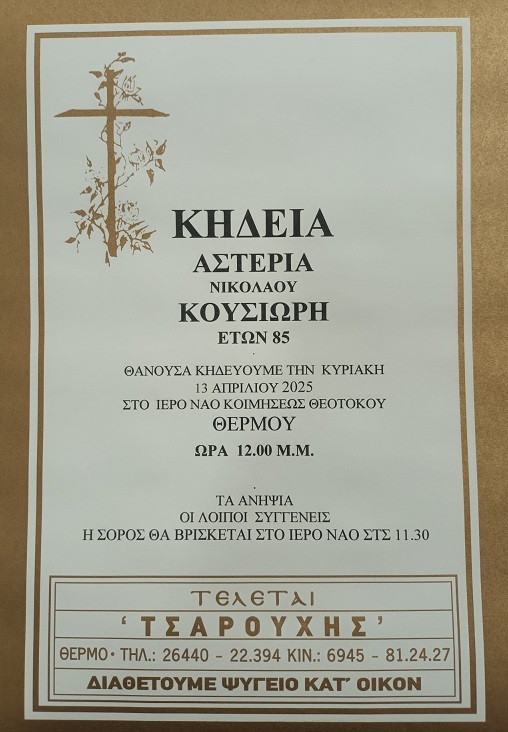 ΚΗΔΕΙΑ
ΑΣΤΕΡΙΑ
ΝΙΚΟΛΑΟΥ
ΚΟΥΣΙΩΡΗ
ΕΤΩΝ 85
.
ΘΑΝΟΥΣΑ ΚΗΔΕΥΟΥΜΕ ΤΗΝ ΚΥΡΙΑΚΗ
13 ΑΠΡΙΛΙΟΥ 2025
ΣΤΟ ΙΕΡΟ ΝΑΟ ΚΟΙΜΗΣΕΩΣ ΘΕΟΤΟΚΟΥ
ΘΕΡΜΟΥ
ΩΡΑ 12.00 Μ.Μ.
.
ΤΑ ΑΝΗΨΙΑ
ΟΙ ΛΟΙΠΟΙ ΣΥΓΓΕΝΕΙΣ
Η ΣΟΡΟΣ ΘΑ ΒΡΙΣΚΕΤΑΙ ΣΤΟ ΙΕΡΟ ΝΑΟ ΣΤΣ 11.30
ΤΕΛΕΤΑΙ
‘ΤΣΑΡΟΥΧΗΣ’
ΘΕΡΜΟ • ΤΗΛ.: 26440 - 22.394 ΚΙΝ.: 6945 - 81.24.27
ΔΙΑΘΕΤΟΥΜΕ ΨΥΓΕΙΟ ΚΑΤ’ ΟΙΚΟΝ